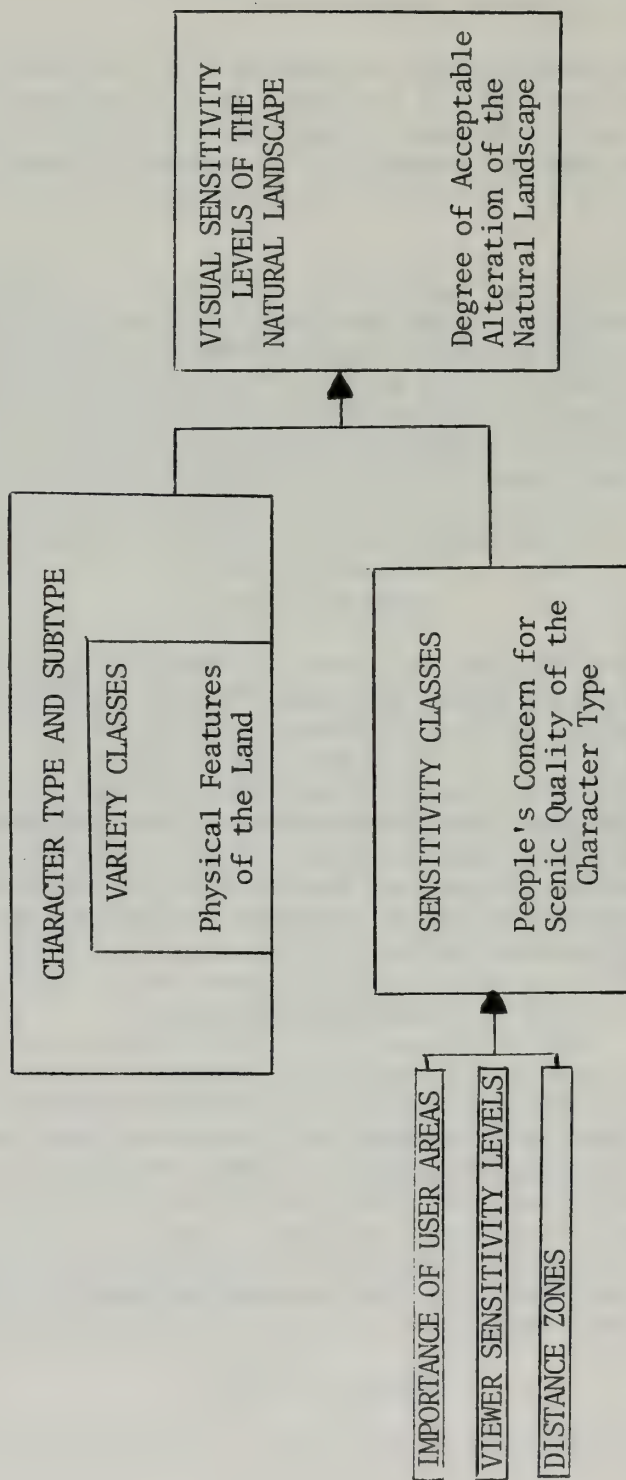 CHARACTER TYPE AND SUBTYPE
VARIETY CLASSES
Physical Features
of the Land
IMPORTANCE OF USER AREAS
VIEWER SENSITIVITY LEVELS
DISTANCE ZONES
SENSITIVITY CLASSES
People's Concern for
Scenic Quality of the
Character Type
VISUAL SENSITIVITY
LEVELS OF THE
NATURAL LANDSCAPE
Degree of Acceptable
Alteration of the
Natural Landscape